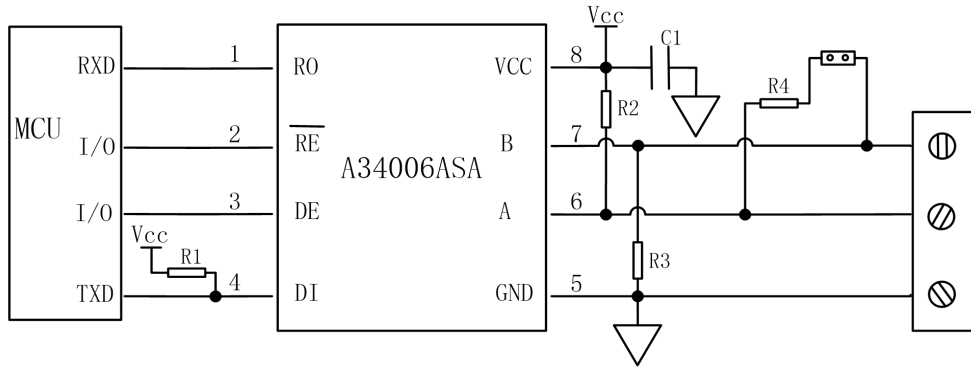 Vcc
C1
RXD
1
RO
VCC
8
R4
R2
MCU
I/O
2
RE
B
7
A34006ASA
I/O
3
DE
A
6
Vcc
R1
R3
TXD
4
DI
GND
5